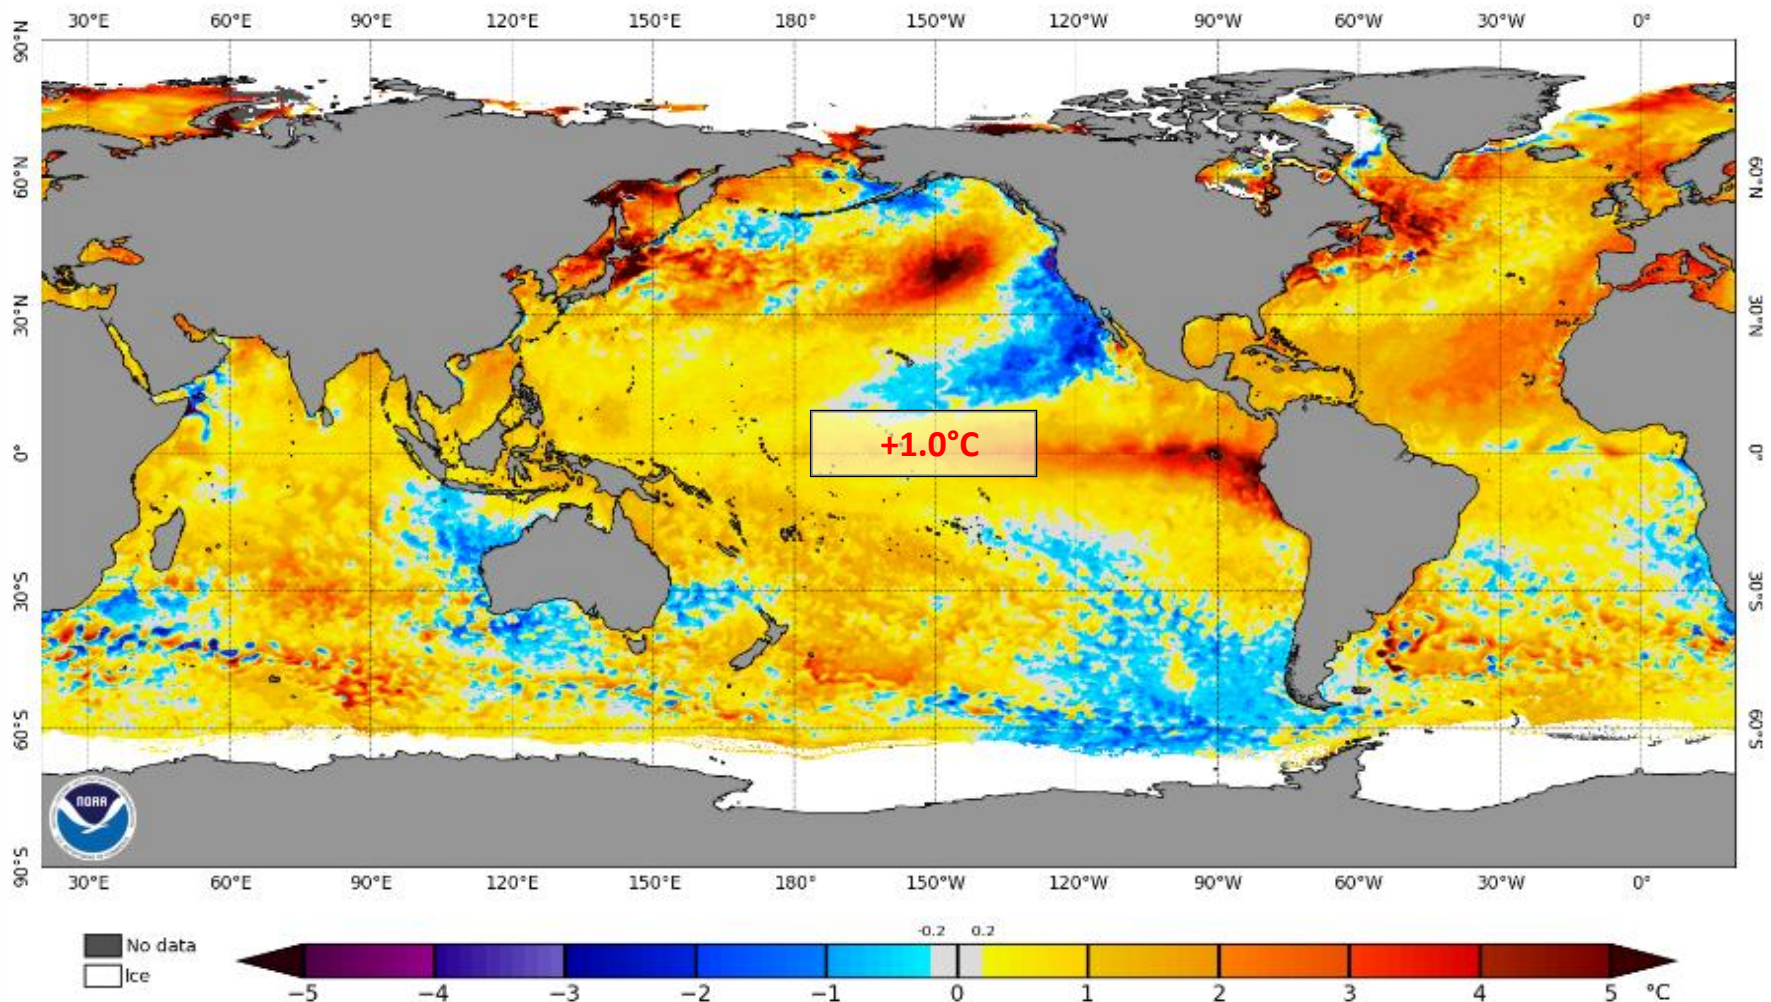 30°E 60°E 90°E 120°E 150°E 180° 150°W 120°W 90°W 60°W 30°W 0°
90°N
60°N 60°N
30°N 30°N
+1.0°C
0° 0°
30°S 30°S
60°S 60°S
NOAA
90°S
30°E 60°E 90°E 120°E 150°E 180° 150°W 120°W 90°W 60°W 30°W 0°
-0.2 0.2
No data
Ice
−5 −4 −3 −2 −1 0 1 2 3 4 5 °C